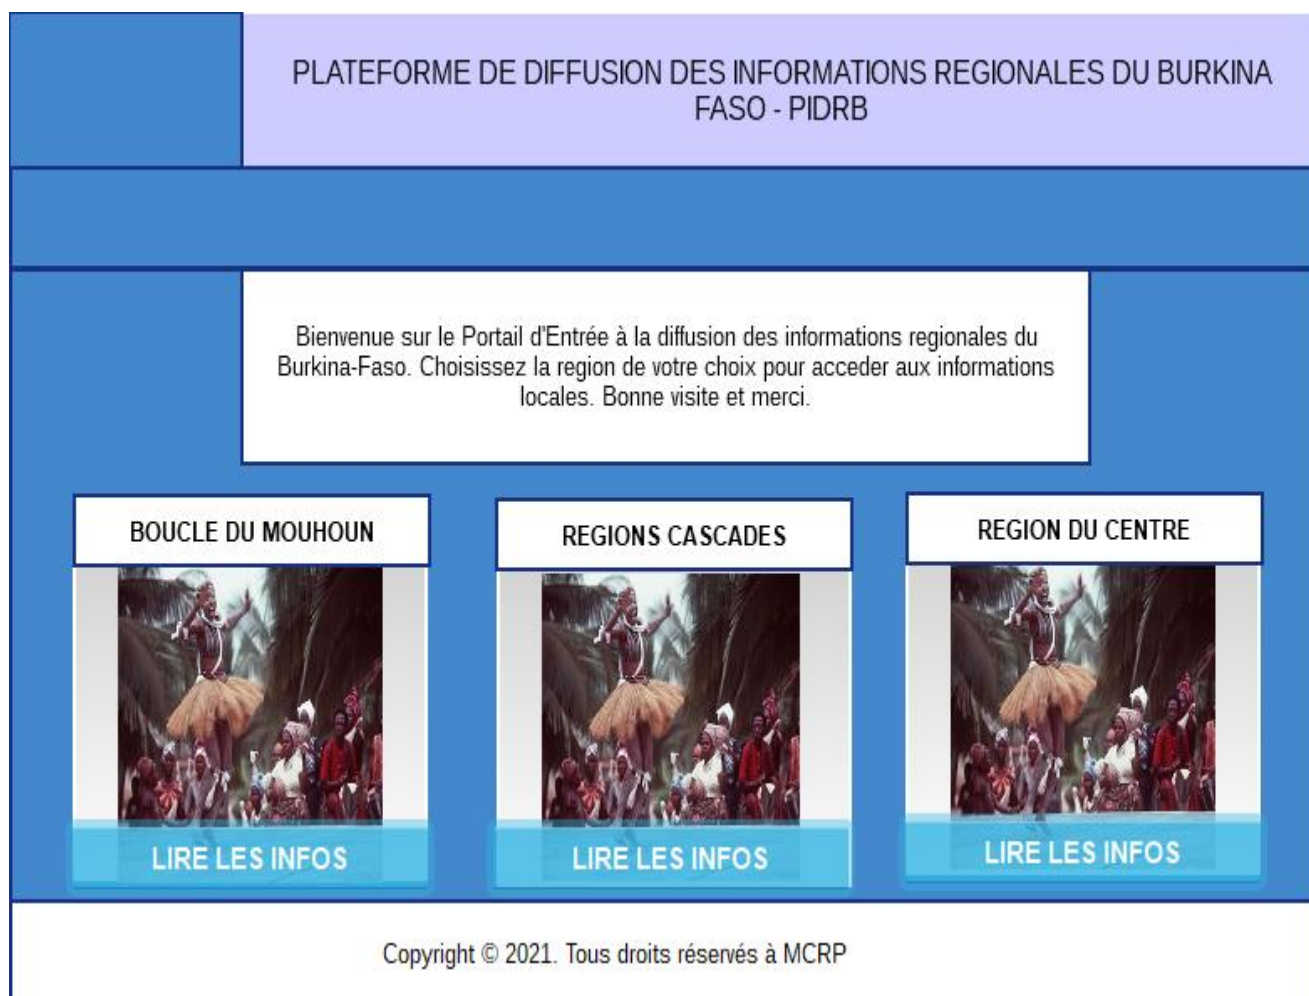 PLATEFORME DE DIFFUSION DES INFORMATIONS REGIONALES DU BURKINA
FASO - PIDRB
Bienvenue sur le Portail d'Entrée à la diffusion des informations regionales du
Burkina-Faso. Choisissez la region de votre choix pour acceder aux informations
locales. Bonne visite et merci.
BOUCLE DU MOUHOUN
REGIONS CASCADES
REGION DU CENTRE
LIRE LES INFOS
LIRE LES INFOS
LIRE LES INFOS
Copyright © 2021. Tous droits réservés à MCRP